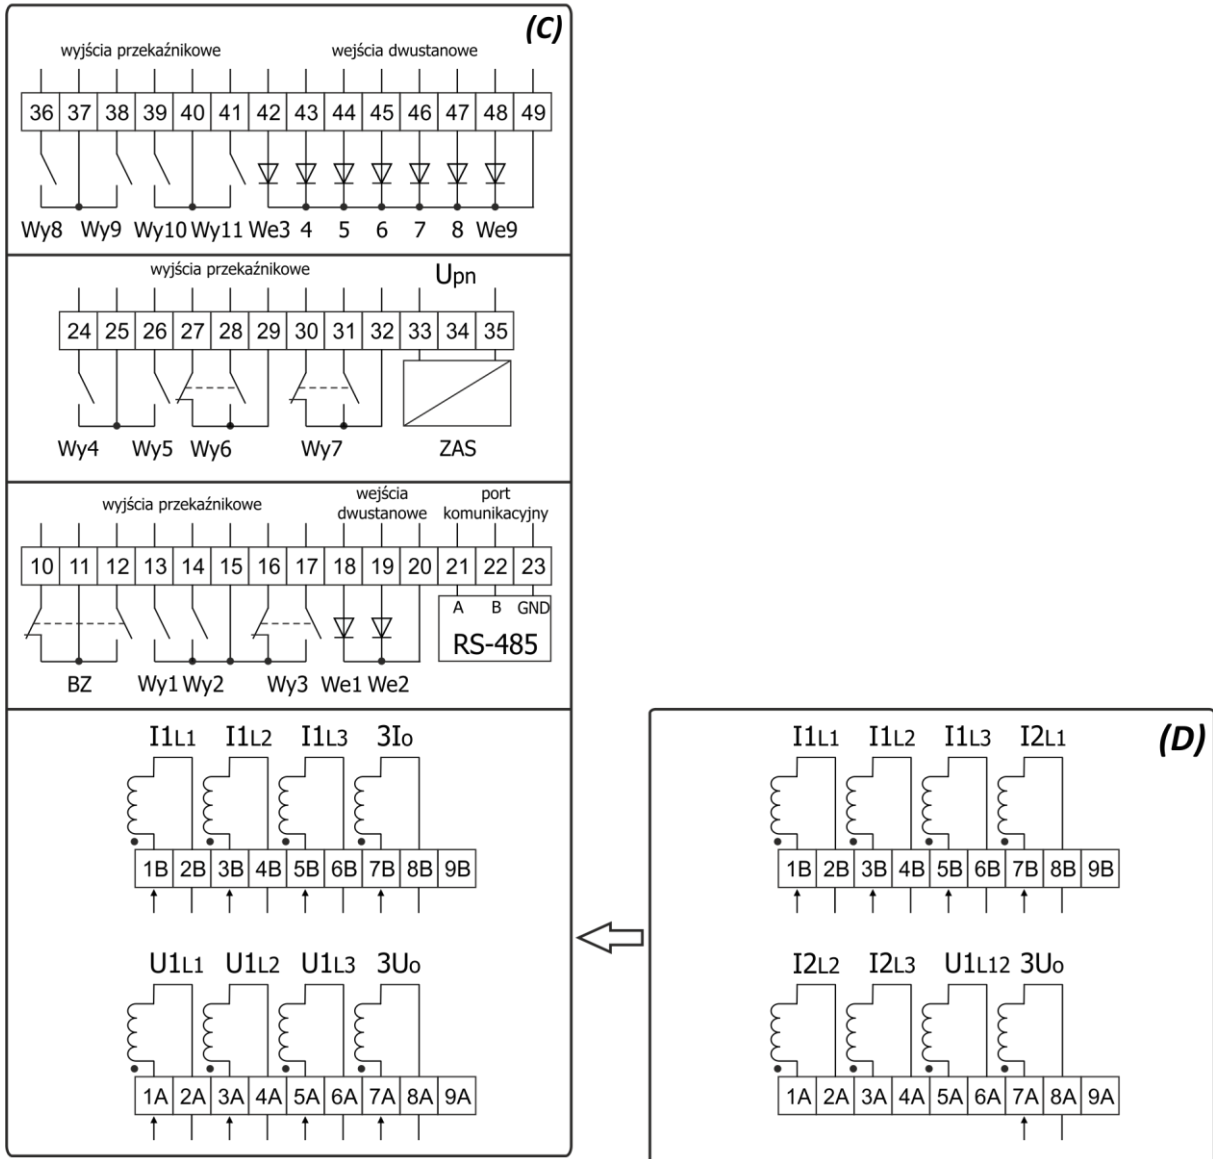 (C)
wyjścia przekaźnikowe wejścia dwustanowe
36 37 38 39 40 41 42 43 44 45 46 47 48 49
Wy8 Wy9 Wy10 Wy11 We3 4 5 6 7 8 We9
wyjścia przekaźnikowe Upn
24 25 26 27 28 29 30 31 32 33 34 35
Wy4 Wy5 Wy6 Wy7 ZAS
wyjścia przekaźnikowe
wejścia
dwustanowe
port
komunikacyjny
10 11 12 13 14 15 16 17 18 19 20 21 22 23
A B GND
RS-485
BZ Wy1 Wy2 Wy3 We1 We2
I1L1 I1L2 I1L3 3Io
1B 2B 3B 4B 5B 6B 7B 8B 9B
U1L1 U1L2 U1L3 3Uo
1A 2A 3A 4A 5A 6A 7A 8A 9A
(D)
I1L1 I1L2 I1L3 I2L1
1B 2B 3B 4B 5B 6B 7B 8B 9B
I2L2 I2L3 U1L12 3Uo
1A 2A 3A 4A 5A 6A 7A 8A 9A